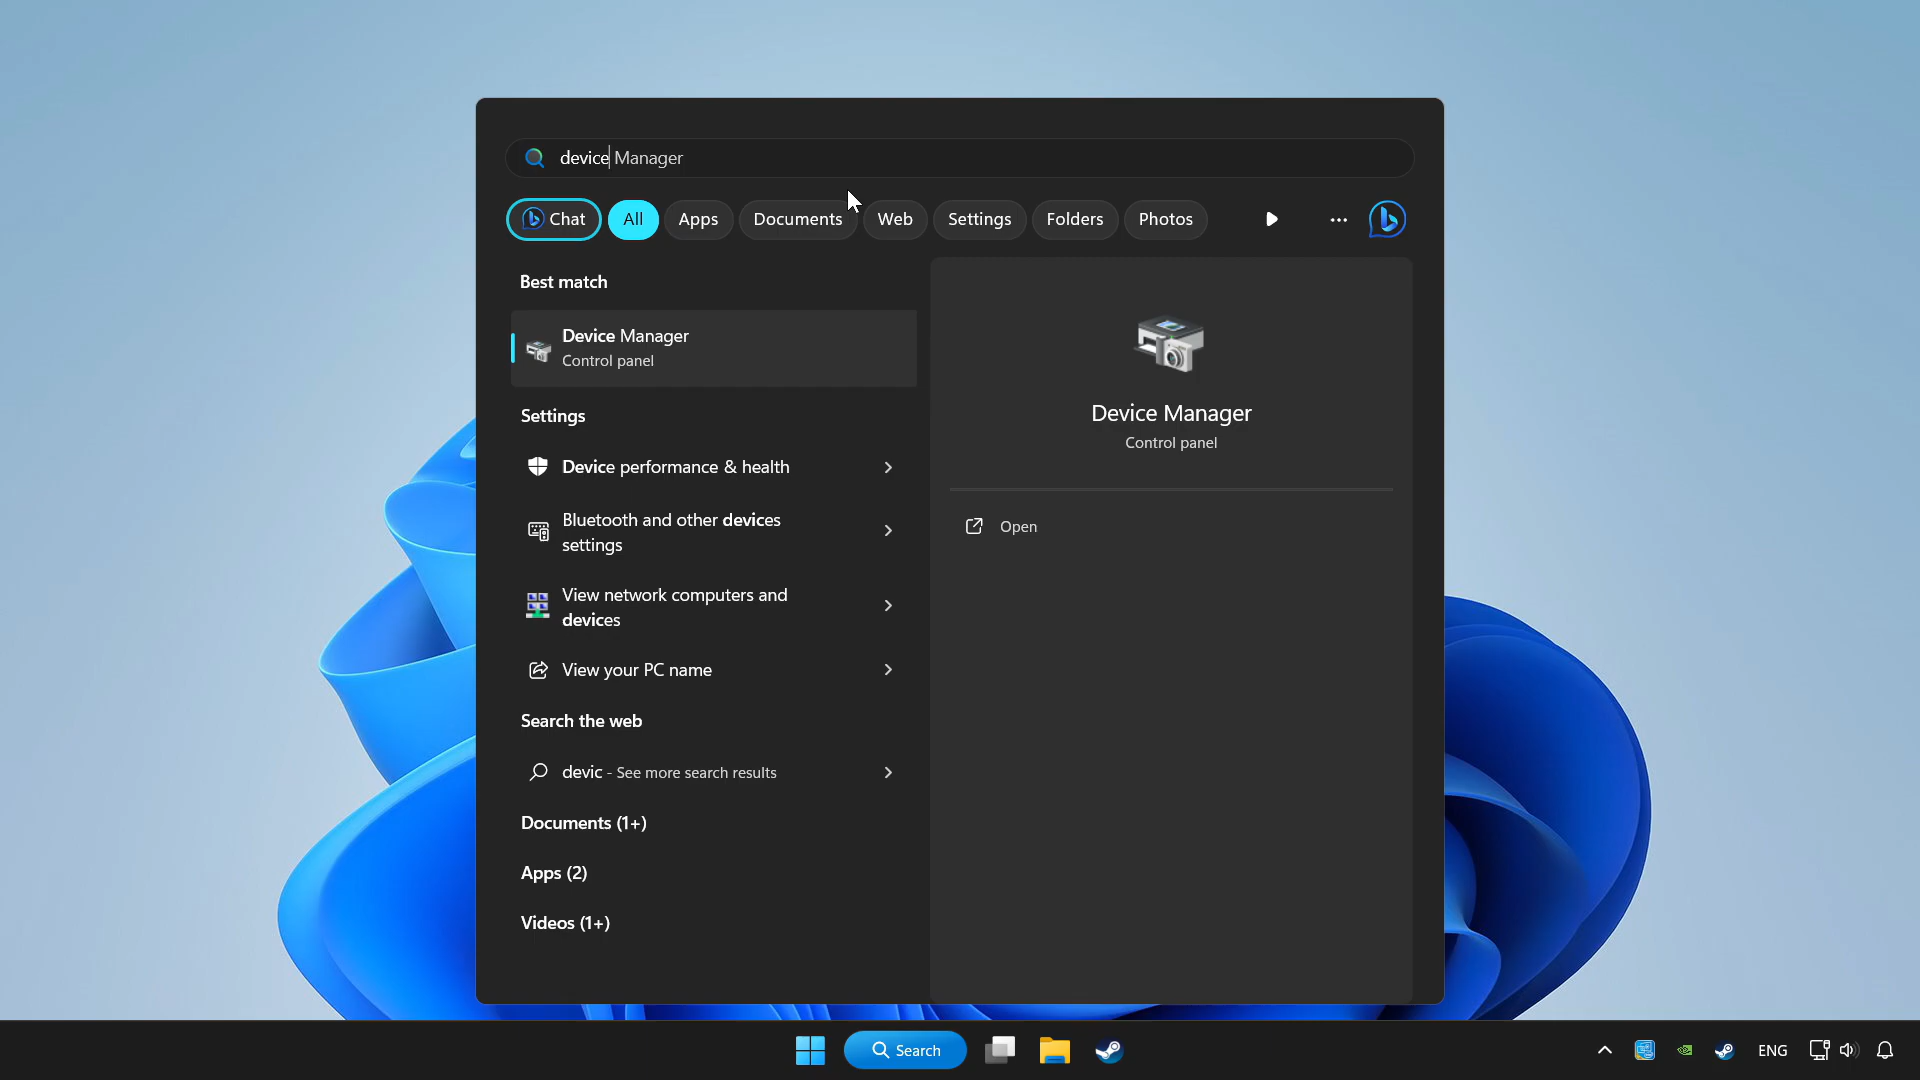 device Manager
Chat All Apps Documents Web Settings Folders Photos
Best match
Device Manager
Control panel
Settings
Device performance & health
Bluetooth and other devices
settings
View network computers and
devices
View your PC name
Search the web
devic - See more search results
Documents (1+)
Apps (2)
Videos (1+)
Device Manager
Control panel
Open
Search
ENG